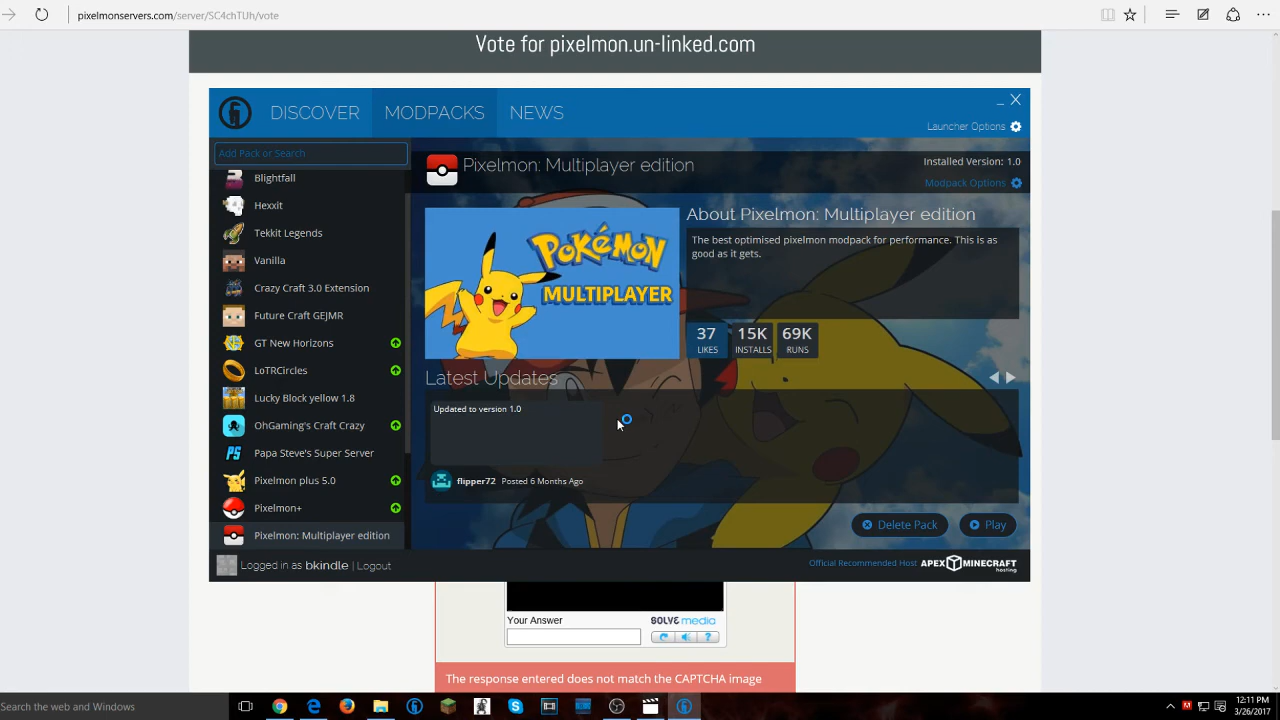 pixelmonservers.com/server/SC4chTUh/vote
Vote for pixelmon.un-linked.com
DISCOVER
MODPACKS
NEWS
Launcher Options
Add Pack or Search
Blightfall
Hexxit
Tekkit Legends
Vanilla
Crazy Craft 3.0 Extension
Future Craft GEJMR
GT New Horizons
LoTRCircles
Lucky Block yellow 1.8
OhGaming's Craft Crazy
PS
Papa Steve's Super Server
Pixelmon plus 5.0
Pixelmon+
Pixelmon: Multiplayer edition
Pixelmon: Multiplayer edition
Installed Version: 1.0
Modpack Options
POKéMON
MULTIPLAYER
About Pixelmon: Multiplayer edition
The best optimised pixelmon modpack for performance. This is as
good as it gets.
37
LIKES
15K
INSTALLS
69K
RUNS
Latest Updates
Updated to version 1.0
flipper72 Posted 6 Months Ago
Delete Pack
Play
Logged in as bkindle | Logout
Official Recommended Host
APEX MINECRAFT
hosting
Your Answer
SOLVE media
?
The response entered does not match the CAPTCHA image
Search the web and Windows
12:11 PM
3/26/2017